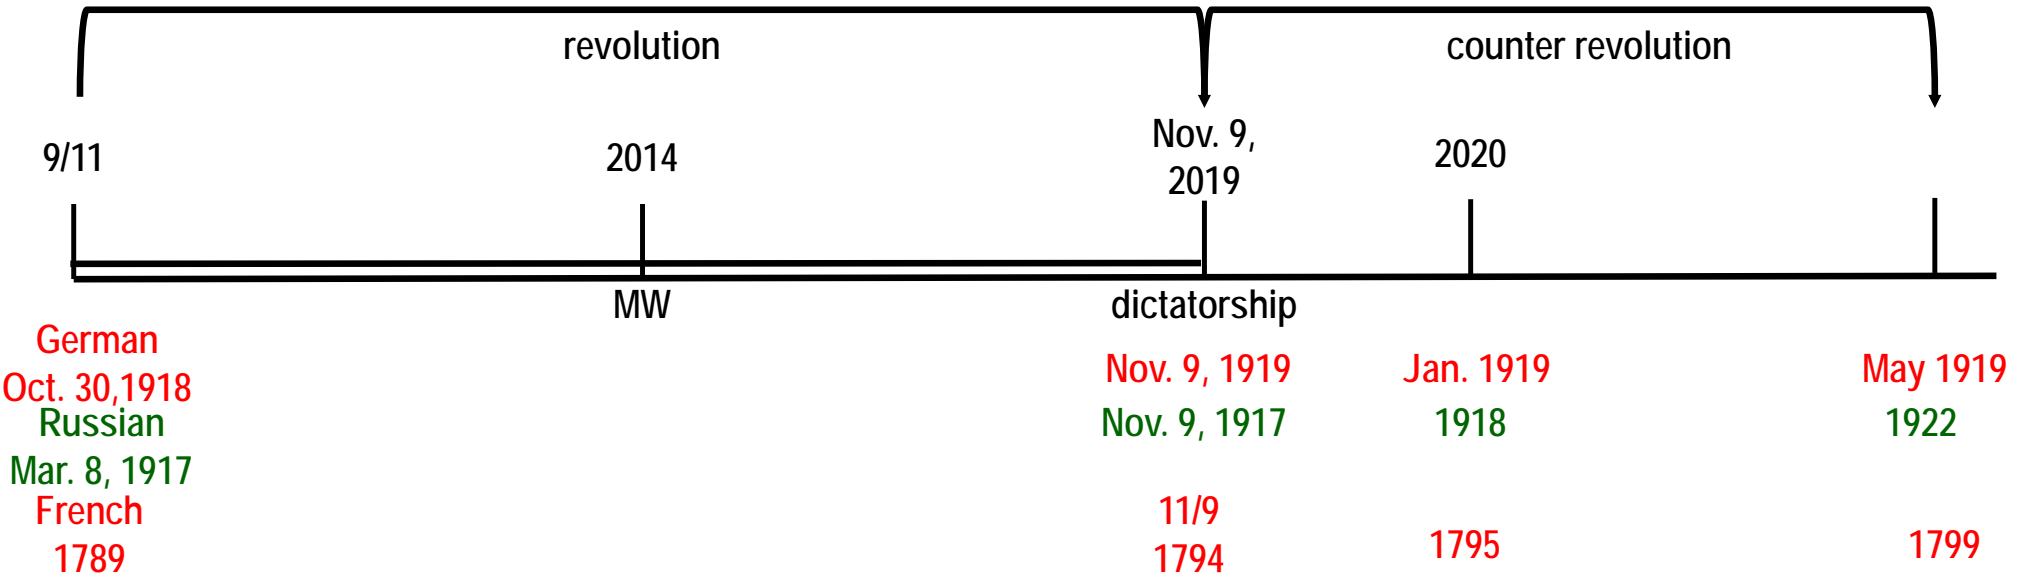 revolution
counter revolution
9/11
2014
Nov. 9,
2019
2020
MW
dictatorship
German
Oct. 30,1918
Nov. 9, 1919
Jan. 1919
May 1919
Russian
Mar. 8, 1917
Nov. 9, 1917
1918
1922
French
1789
11/9
1794
1795
1799